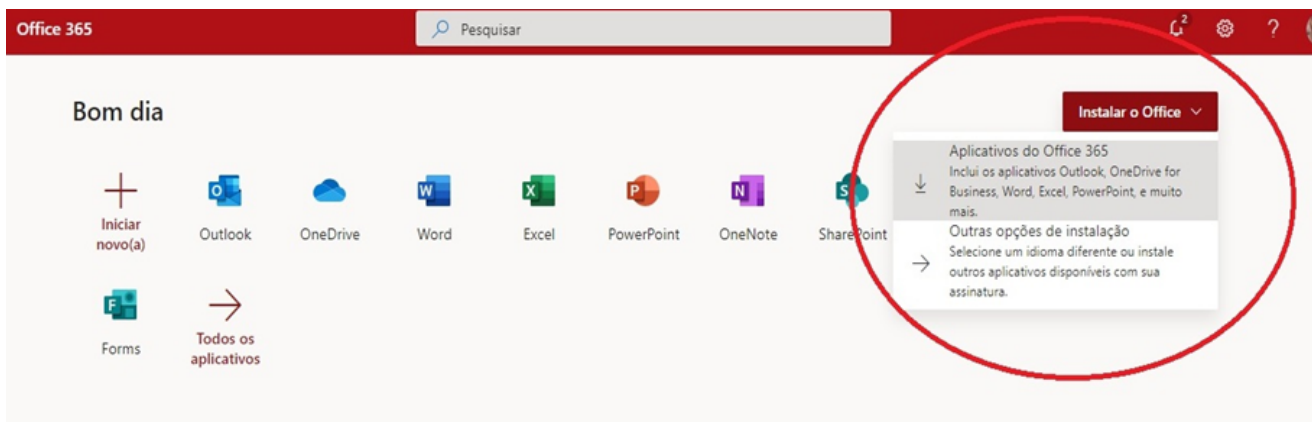 Office 365
Pesquisar
2
?
Bom dia
Instalar o Office
Aplicativos do Office 365
Inclui os aplicativos Outlook, OneDrive for
Business, Word, Excel, PowerPoint, e muito
mais.
Outras opções de instalação
Selecione um idioma diferente ou instale
outros aplicativos disponíveis com sua
assinatura.
Iniciar
novo(a)
Outlook
OneDrive
Word
Excel
PowerPoint
OneNote
SharePoint
Forms
Todos os
aplicativos